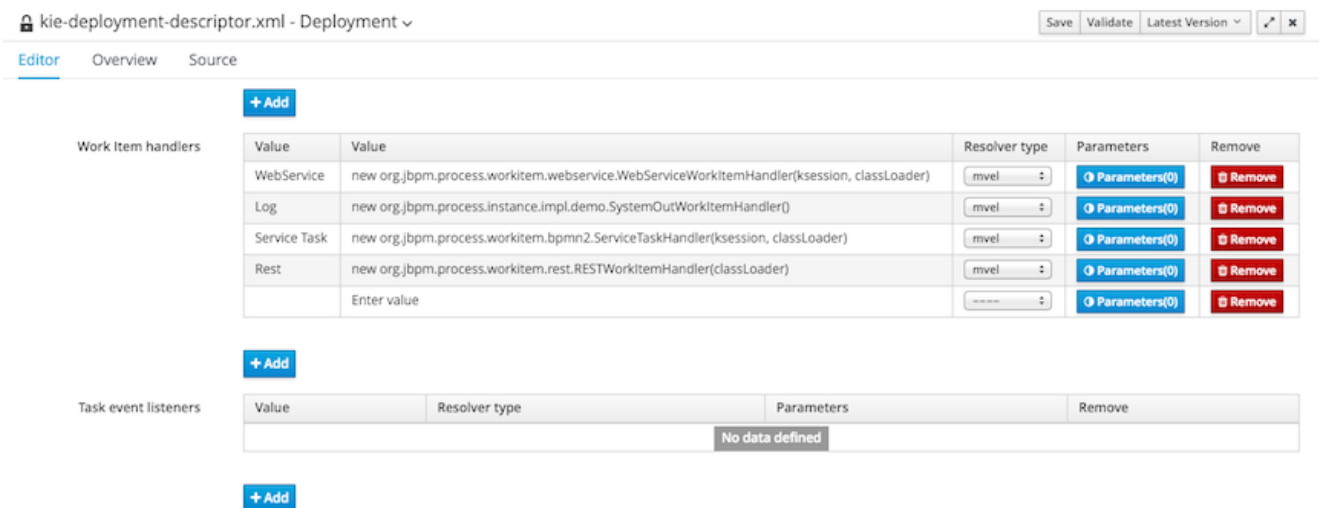 kie-deployment-descriptor.xml - Deployment
Save Validate Latest Version
Editor Overview Source
+ Add
Work Item handlers Value Value Resolver type Parameters Remove
WebService new org.jbpm.process.workitem.webservice.WebServiceWorkItemHandler(ksession, classLoader) mvel Parameters(0) Remove
Log new org.jbpm.process.instance.impl.demo.SystemOutWorkItemHandler() mvel Parameters(0) Remove
Service Task new org.jbpm.process.workitem.bpmn2.ServiceTaskHandler(ksession, classLoader) mvel Parameters(0) Remove
Rest new org.jbpm.process.workitem.rest.RESTWorkItemHandler(classLoader) mvel Parameters(0) Remove
Enter value ---- Parameters(0) Remove
+ Add
Task event listeners Value Resolver type Parameters Remove
No data defined
+ Add